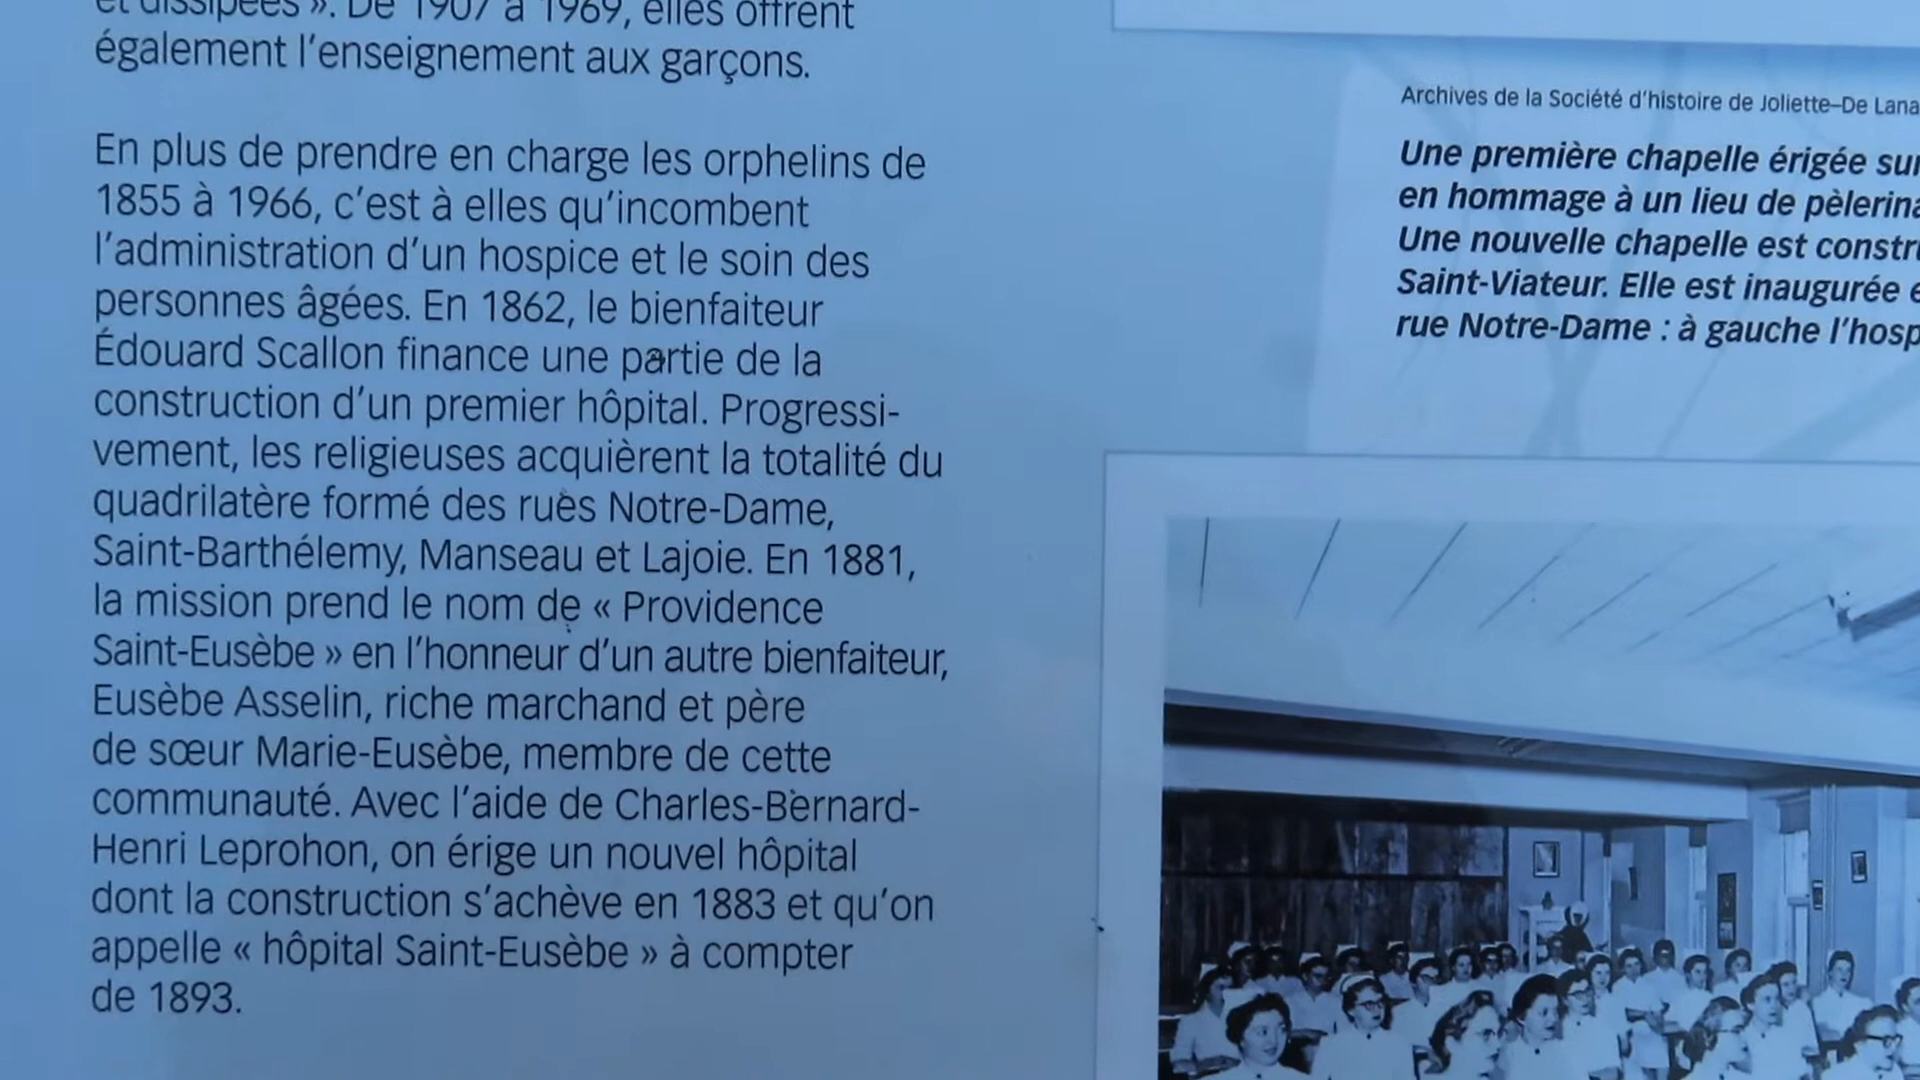 et dissipées ». De 1907 à 1969, elles offrent
également l'enseignement aux garçons.
En plus de prendre en charge les orphelins de
1855 à 1966, c'est à elles qu'incombent
l'administration d'un hospice et le soin des
personnes âgées. En 1862, le bienfaiteur
Édouard Scallon finance une partie de la
construction d'un premier hôpital. Progressi-
vement, les religieuses acquièrent la totalité du
quadrilatère formé des rues Notre-Dame,
Saint-Barthélemy, Manseau et Lajoie. En 1881,
la mission prend le nom de « Providence
Saint-Eusèbe » en l'honneur d'un autre bienfaiteur,
Eusèbe Asselin, riche marchand et père
de sœur Marie-Eusèbe, membre de cette
communauté. Avec l'aide de Charles-Bernard-
Henri Leprohon, on érige un nouvel hôpital
dont la construction s'achève en 1883 et qu'on
appelle « hôpital Saint-Eusèbe » à compter
de 1893.
Archives de la Société d'histoire de Joliette–De Lana
Une première chapelle érigée sur
en hommage à un lieu de pèlerina
Une nouvelle chapelle est constru
Saint-Viateur. Elle est inaugurée e
rue Notre-Dame : à gauche l'hosp